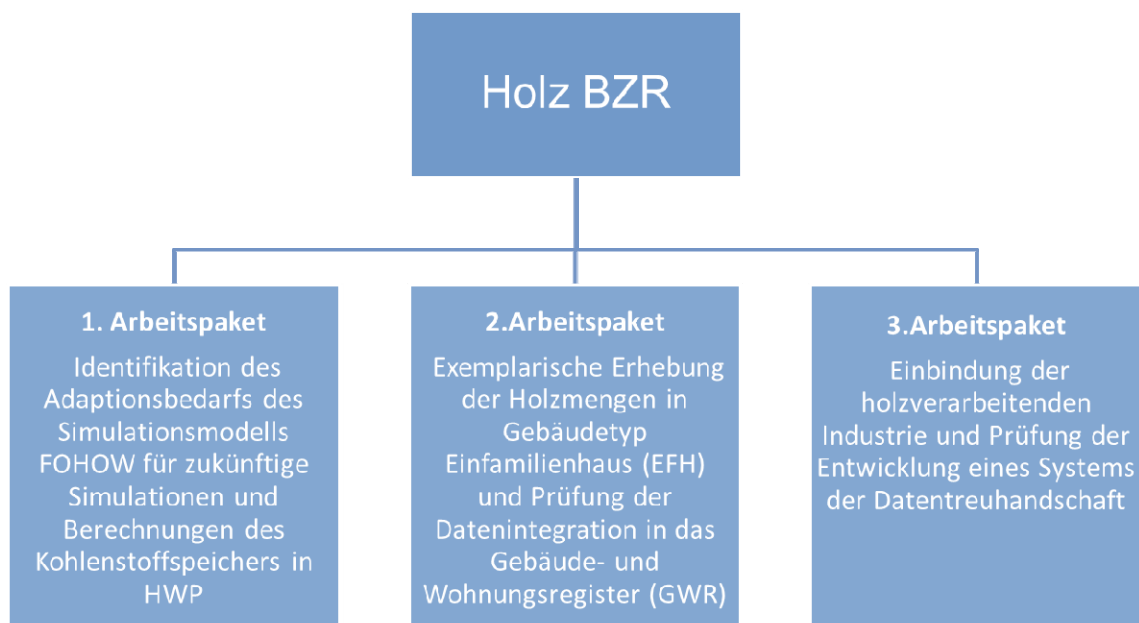 Holz BZR
1. Arbeitspaket
Identifikation des
Adaptionsbedarfs des
Simulationsmodells
FOHOW für zukünftige
Simulationen und
Berechnungen des
Kohlenstoffspeichers in
HWP
2.Arbeitspaket
Exemplarische Erhebung
der Holzmengen in
Gebäudetyp
Einfamilienhaus (EFH)
und Prüfung der
Datenintegration in das
Gebäude- und
Wohnungsregister (GWR)
3.Arbeitspaket
Einbindung der
holzverarbeitenden
Industrie und Prüfung der
Entwicklung eines Systems
der Datentreuhandschaft